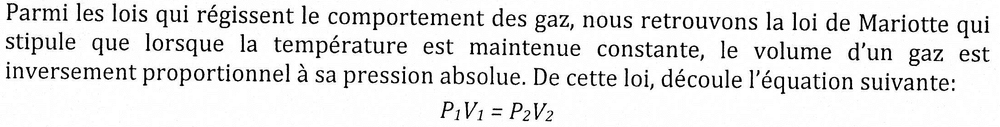 Parmi les lois qui régissent le comportement des gaz, nous retrouvons la loi de Mariotte qui
stipule que lorsque la température est maintenue constante, le volume d'un gaz est
inversement proportionnel à sa pression absolue. De cette loi, découle l'équation suivante:
P₁V₁ = P₂V₂